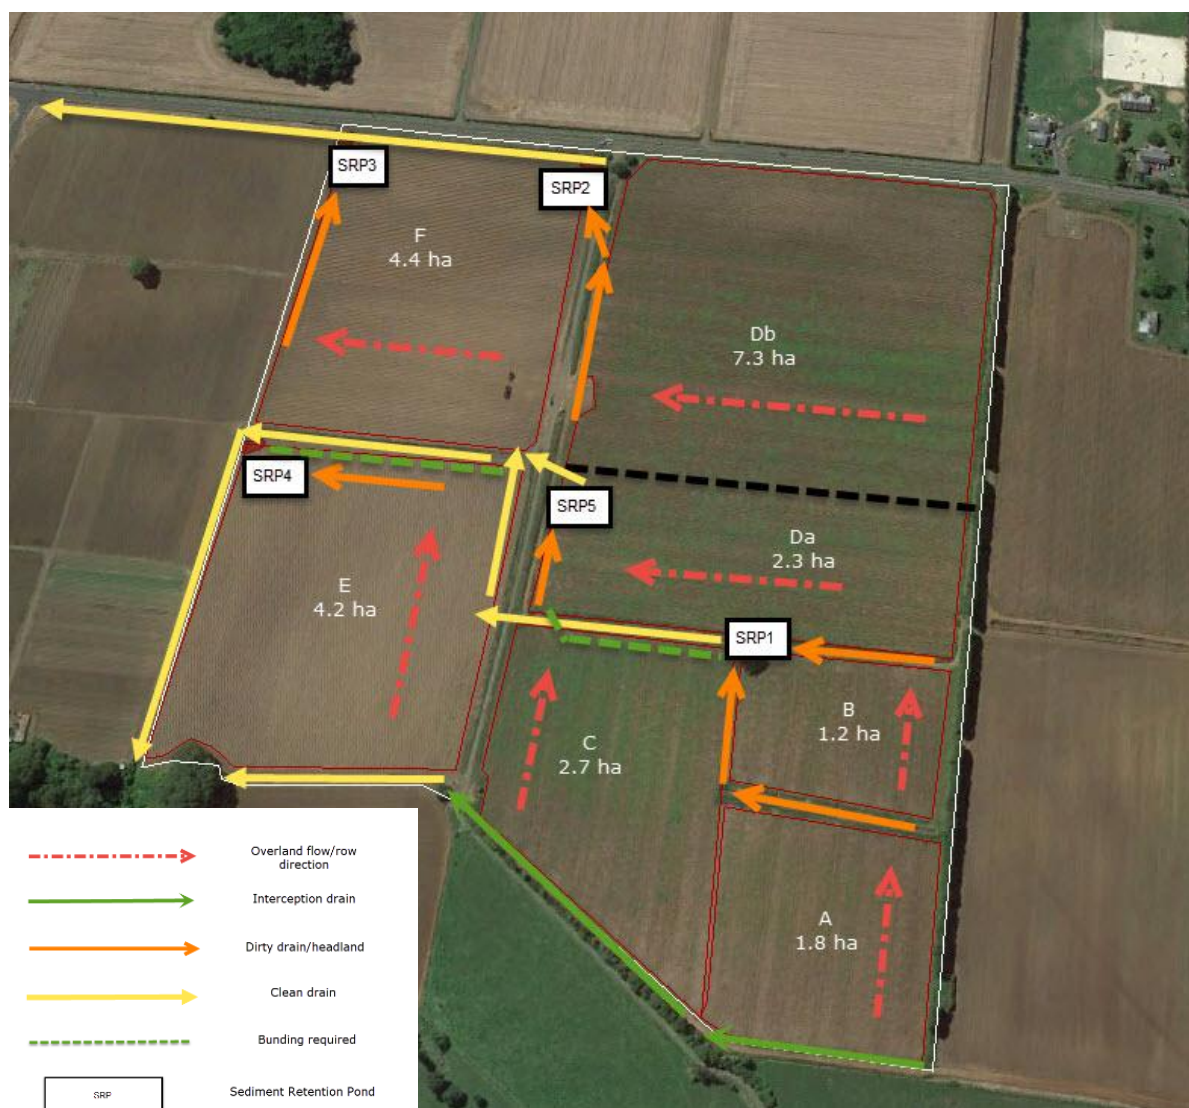 SRP3
SRP2
F
4.4 ha
Db
7.3 ha
SRP4
SRP5
Da
2.3 ha
E
4.2 ha
SRP1
B
1.2 ha
C
2.7 ha
A
1.8 ha
Overland flow/row
direction
Interception drain
Dirty drain/headland
Clean drain
Bunding required
SRP
Sediment Retention Pond